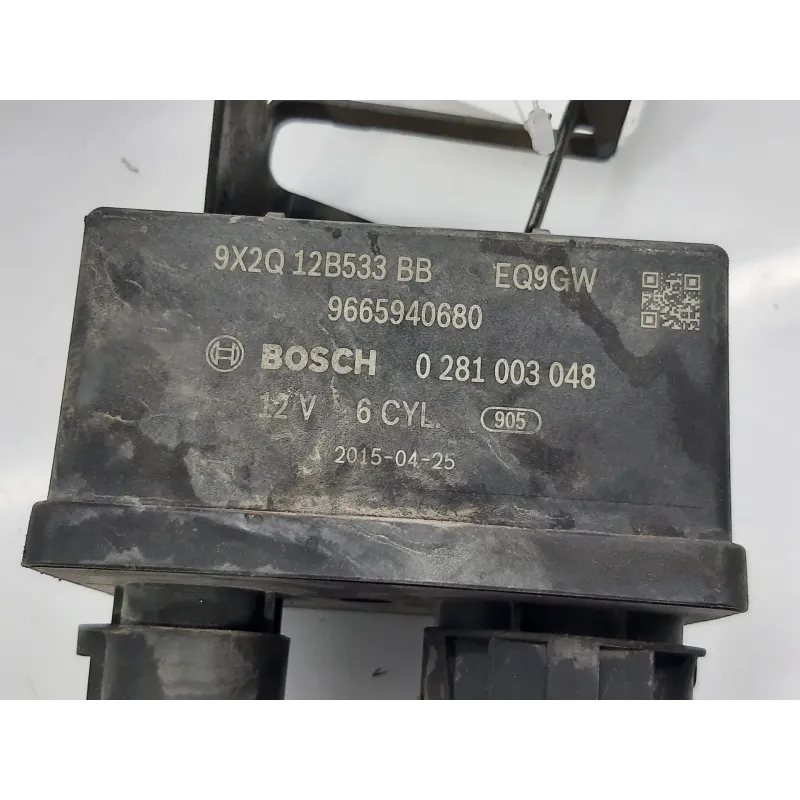 9X2Q 12B533 BB EQ9GW
9665940680
BOSCH 0 281 003 048
12 V 6 CYL. 905
2015-04-25